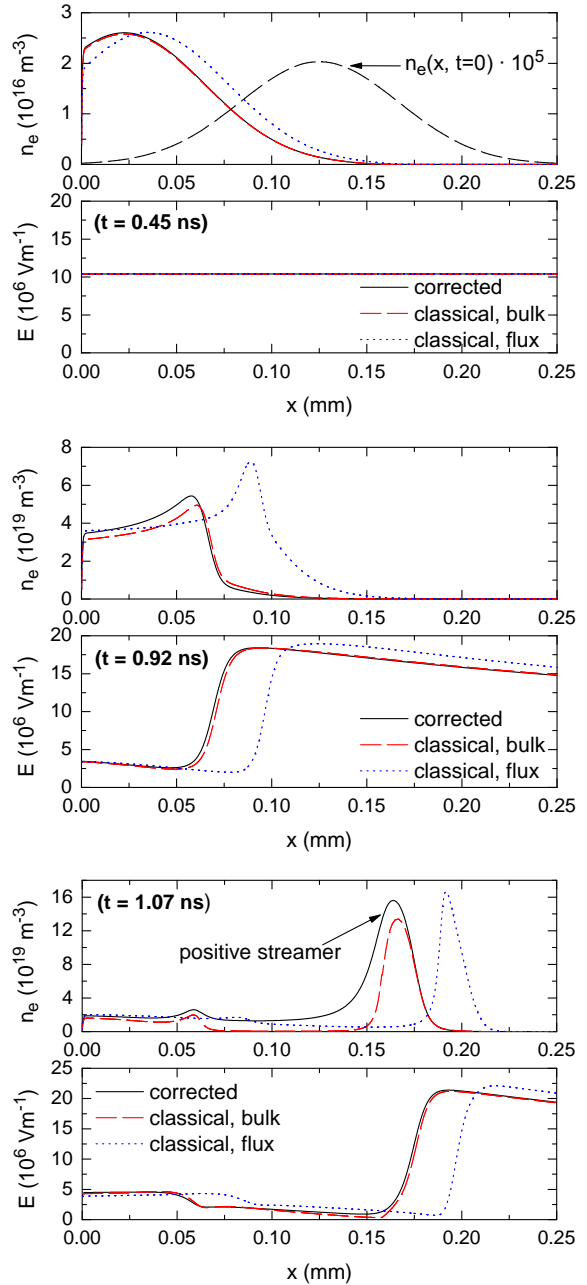 3
2
1
0
n_e (10^16 m^-3)
n_e(x, t=0) · 10^5
0.00 0.05 0.10 0.15 0.20 0.25
20
15
10
5
0
E (10^6 Vm^-1)
(t = 0.45 ns)
corrected
classical, bulk
classical, flux
0.00 0.05 0.10 0.15 0.20 0.25
x (mm)
8
6
4
2
0
n_e (10^19 m^-3)
0.00 0.05 0.10 0.15 0.20 0.25
20
15
10
5
0
E (10^6 Vm^-1)
(t = 0.92 ns)
corrected
classical, bulk
classical, flux
0.00 0.05 0.10 0.15 0.20 0.25
x (mm)
16
12
8
4
0
n_e (10^19 m^-3)
(t = 1.07 ns)
positive streamer
0.00 0.05 0.10 0.15 0.20 0.25
25
20
15
10
5
0
E (10^6 Vm^-1)
corrected
classical, bulk
classical, flux
0.00 0.05 0.10 0.15 0.20 0.25
x (mm)